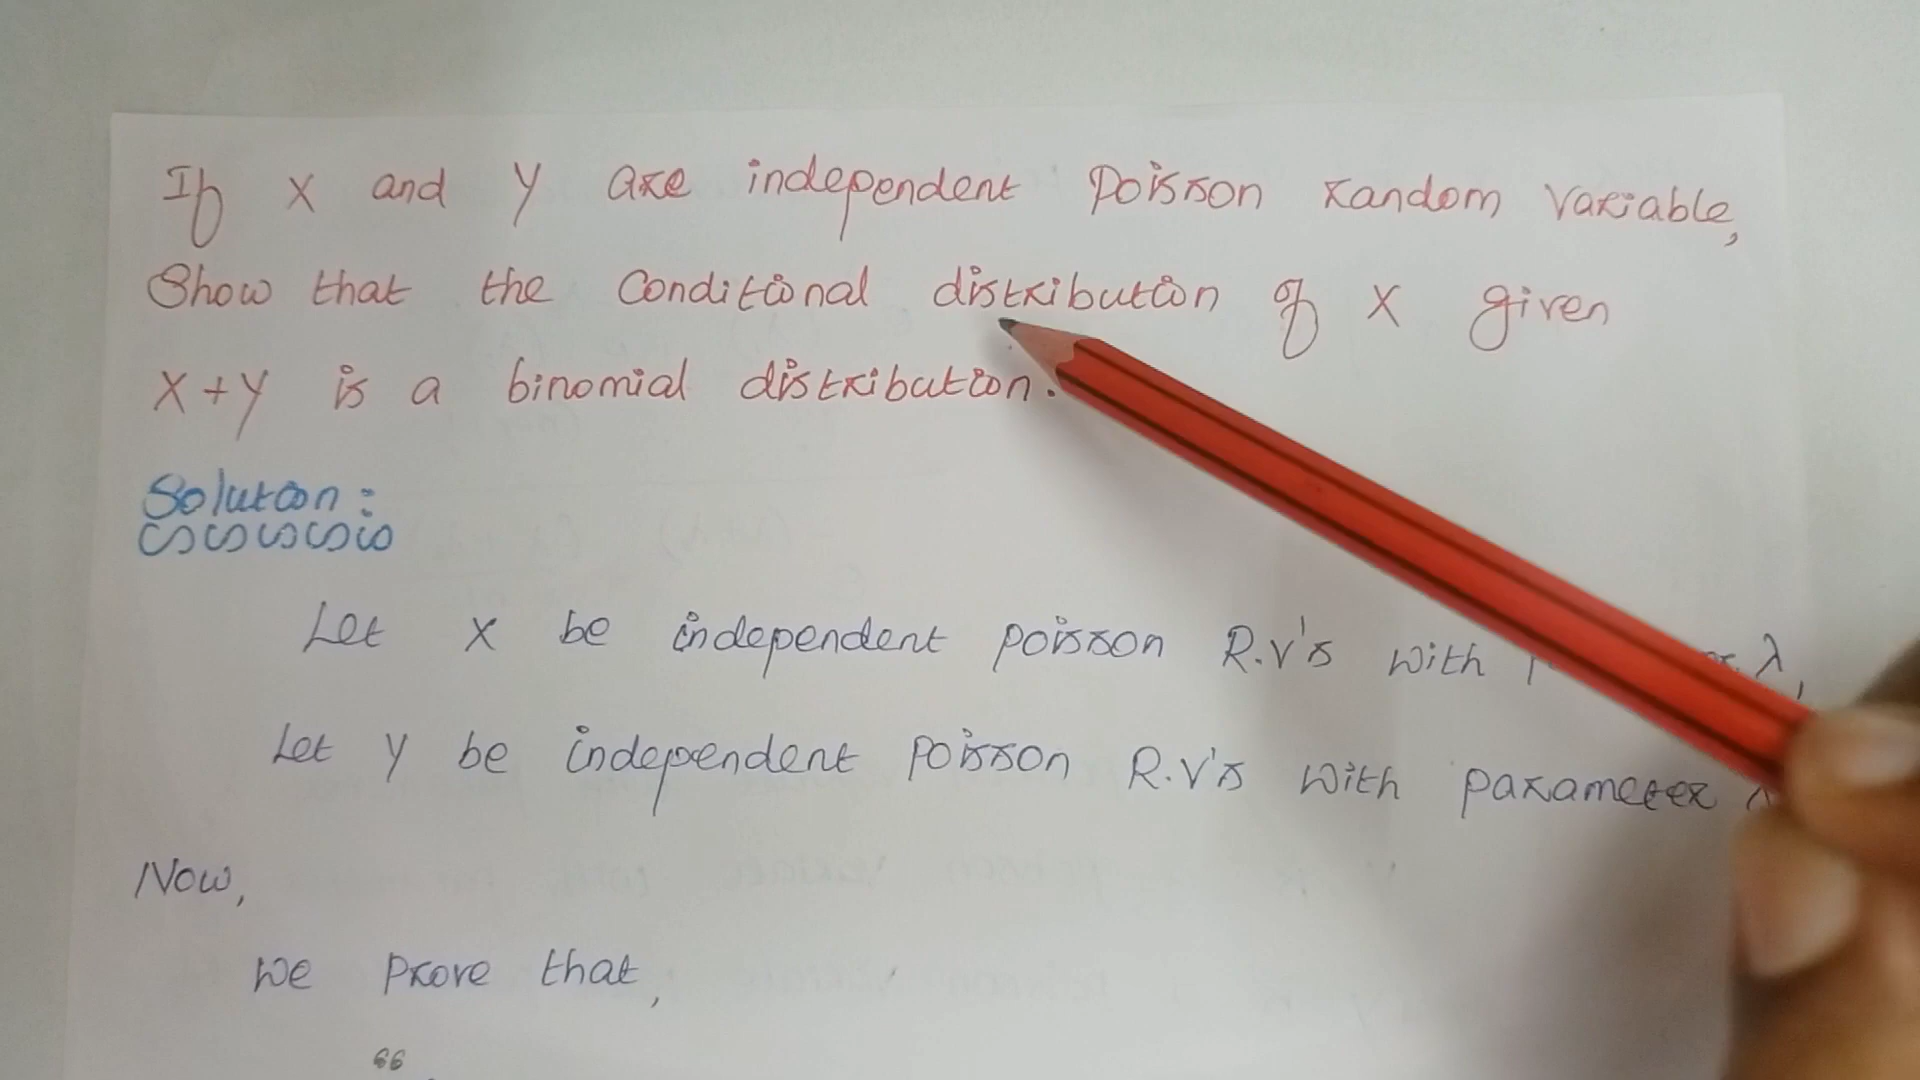 If X and Y are independent Poisson random variable,
Show that the Conditional distribution of X given
X + Y is a binomial distribution.
Solution :
Let X be independent poisson R.V's with λ,
Let Y be independent poisson R.V's with parameter
Now,
we prove that,